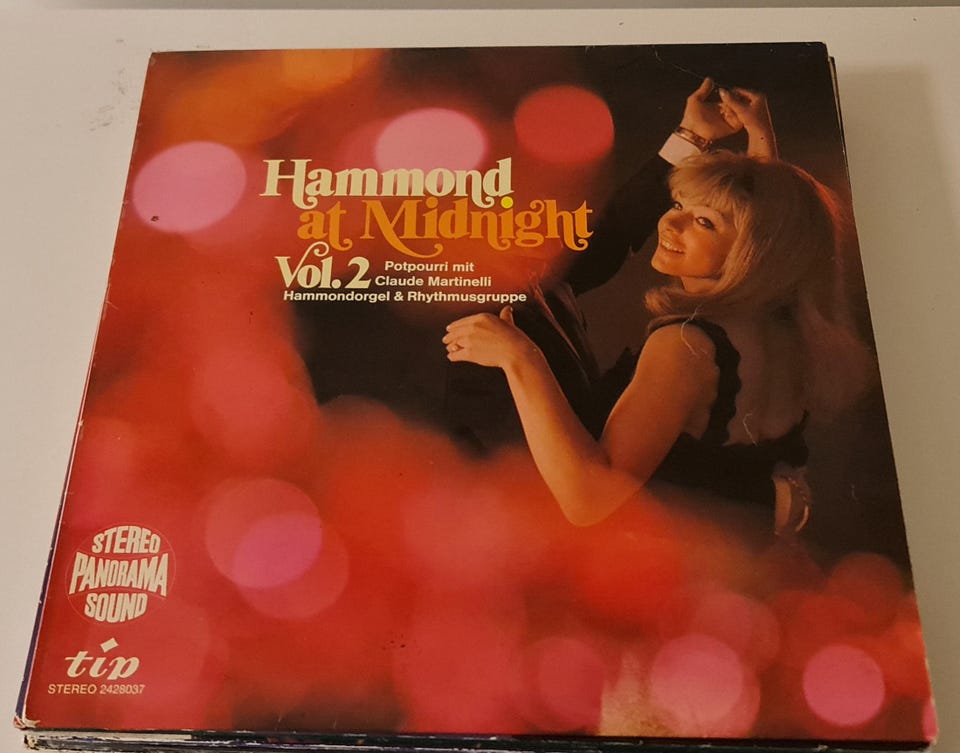 Hammond
at Midnight
Vol. 2 Potpourri mit
Claude Martinelli
Hammondorgel & Rhythmusgruppe
STEREO
PANORAMA
SOUND
tip
STEREO 2428037